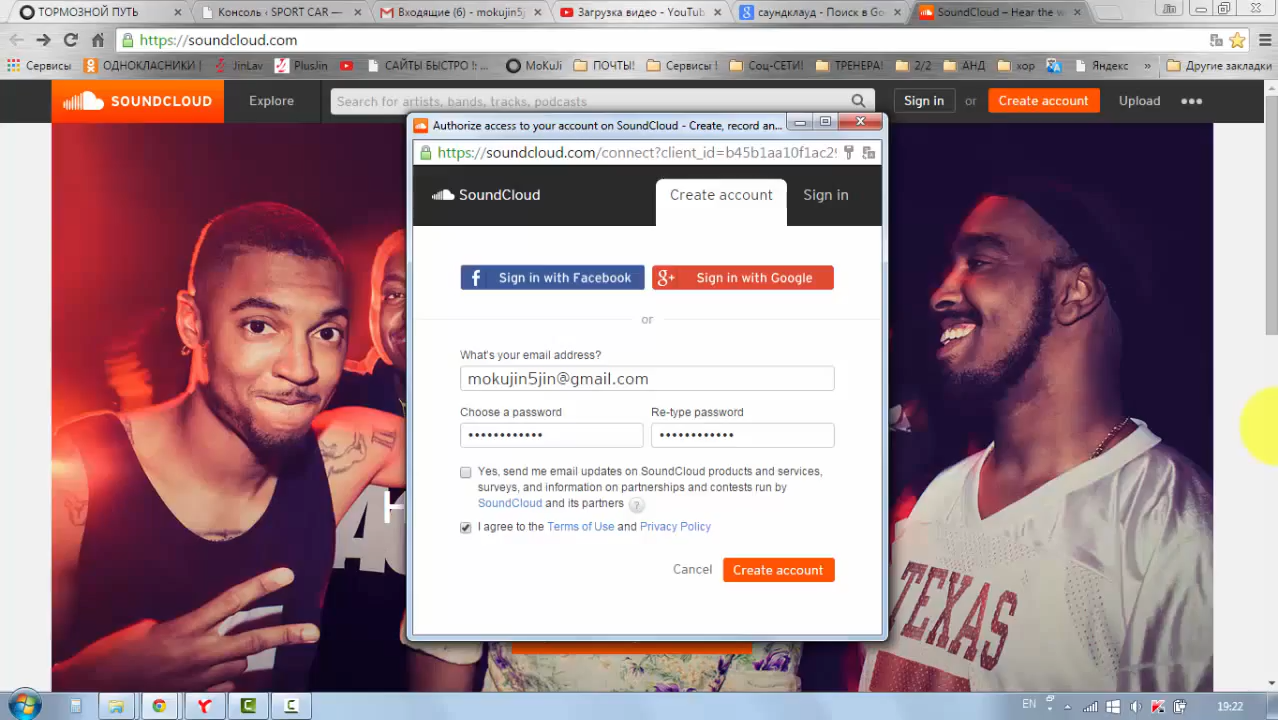 ТОРМОЗНОЙ ПУТЬ
Консоль ‹ SPORT CAR —
Входящие (6) - mokujin5j
Загрузка видео - YouTub
саундклауд - Поиск в Go
SoundCloud – Hear the w
https://soundcloud.com
Сервисы
ОДНОКЛАСНИКИ |
JinLav
PlusJin
САЙТЫ БЫСТРО !:...
MoKuJi
ПОЧТЫ!
Сервисы !
Соц-СЕТИ!
ТРЕНЕРА!
2/2
АНД
хор
Яндекс
»
Другие закладки
SOUNDCLOUD
Explore
Search for artists, bands, tracks, podcasts
Sign in
or
Create account
Upload
•••
Authorize access to your account on SoundCloud - Create, record an...
https://soundcloud.com/connect?client_id=b45b1aa10f1ac29
SoundCloud
Create account
Sign in
f Sign in with Facebook
g+ Sign in with Google
or
What's your email address?
mokujin5jin@gmail.com
Choose a password
Re-type password
••••••••••••
••••••••••••
Yes, send me email updates on SoundCloud products and services,
surveys, and information on partnerships and contests run by
SoundCloud and its partners ?
I agree to the Terms of Use and Privacy Policy
Cancel
Create account
H
TEXAS
EN
19:22